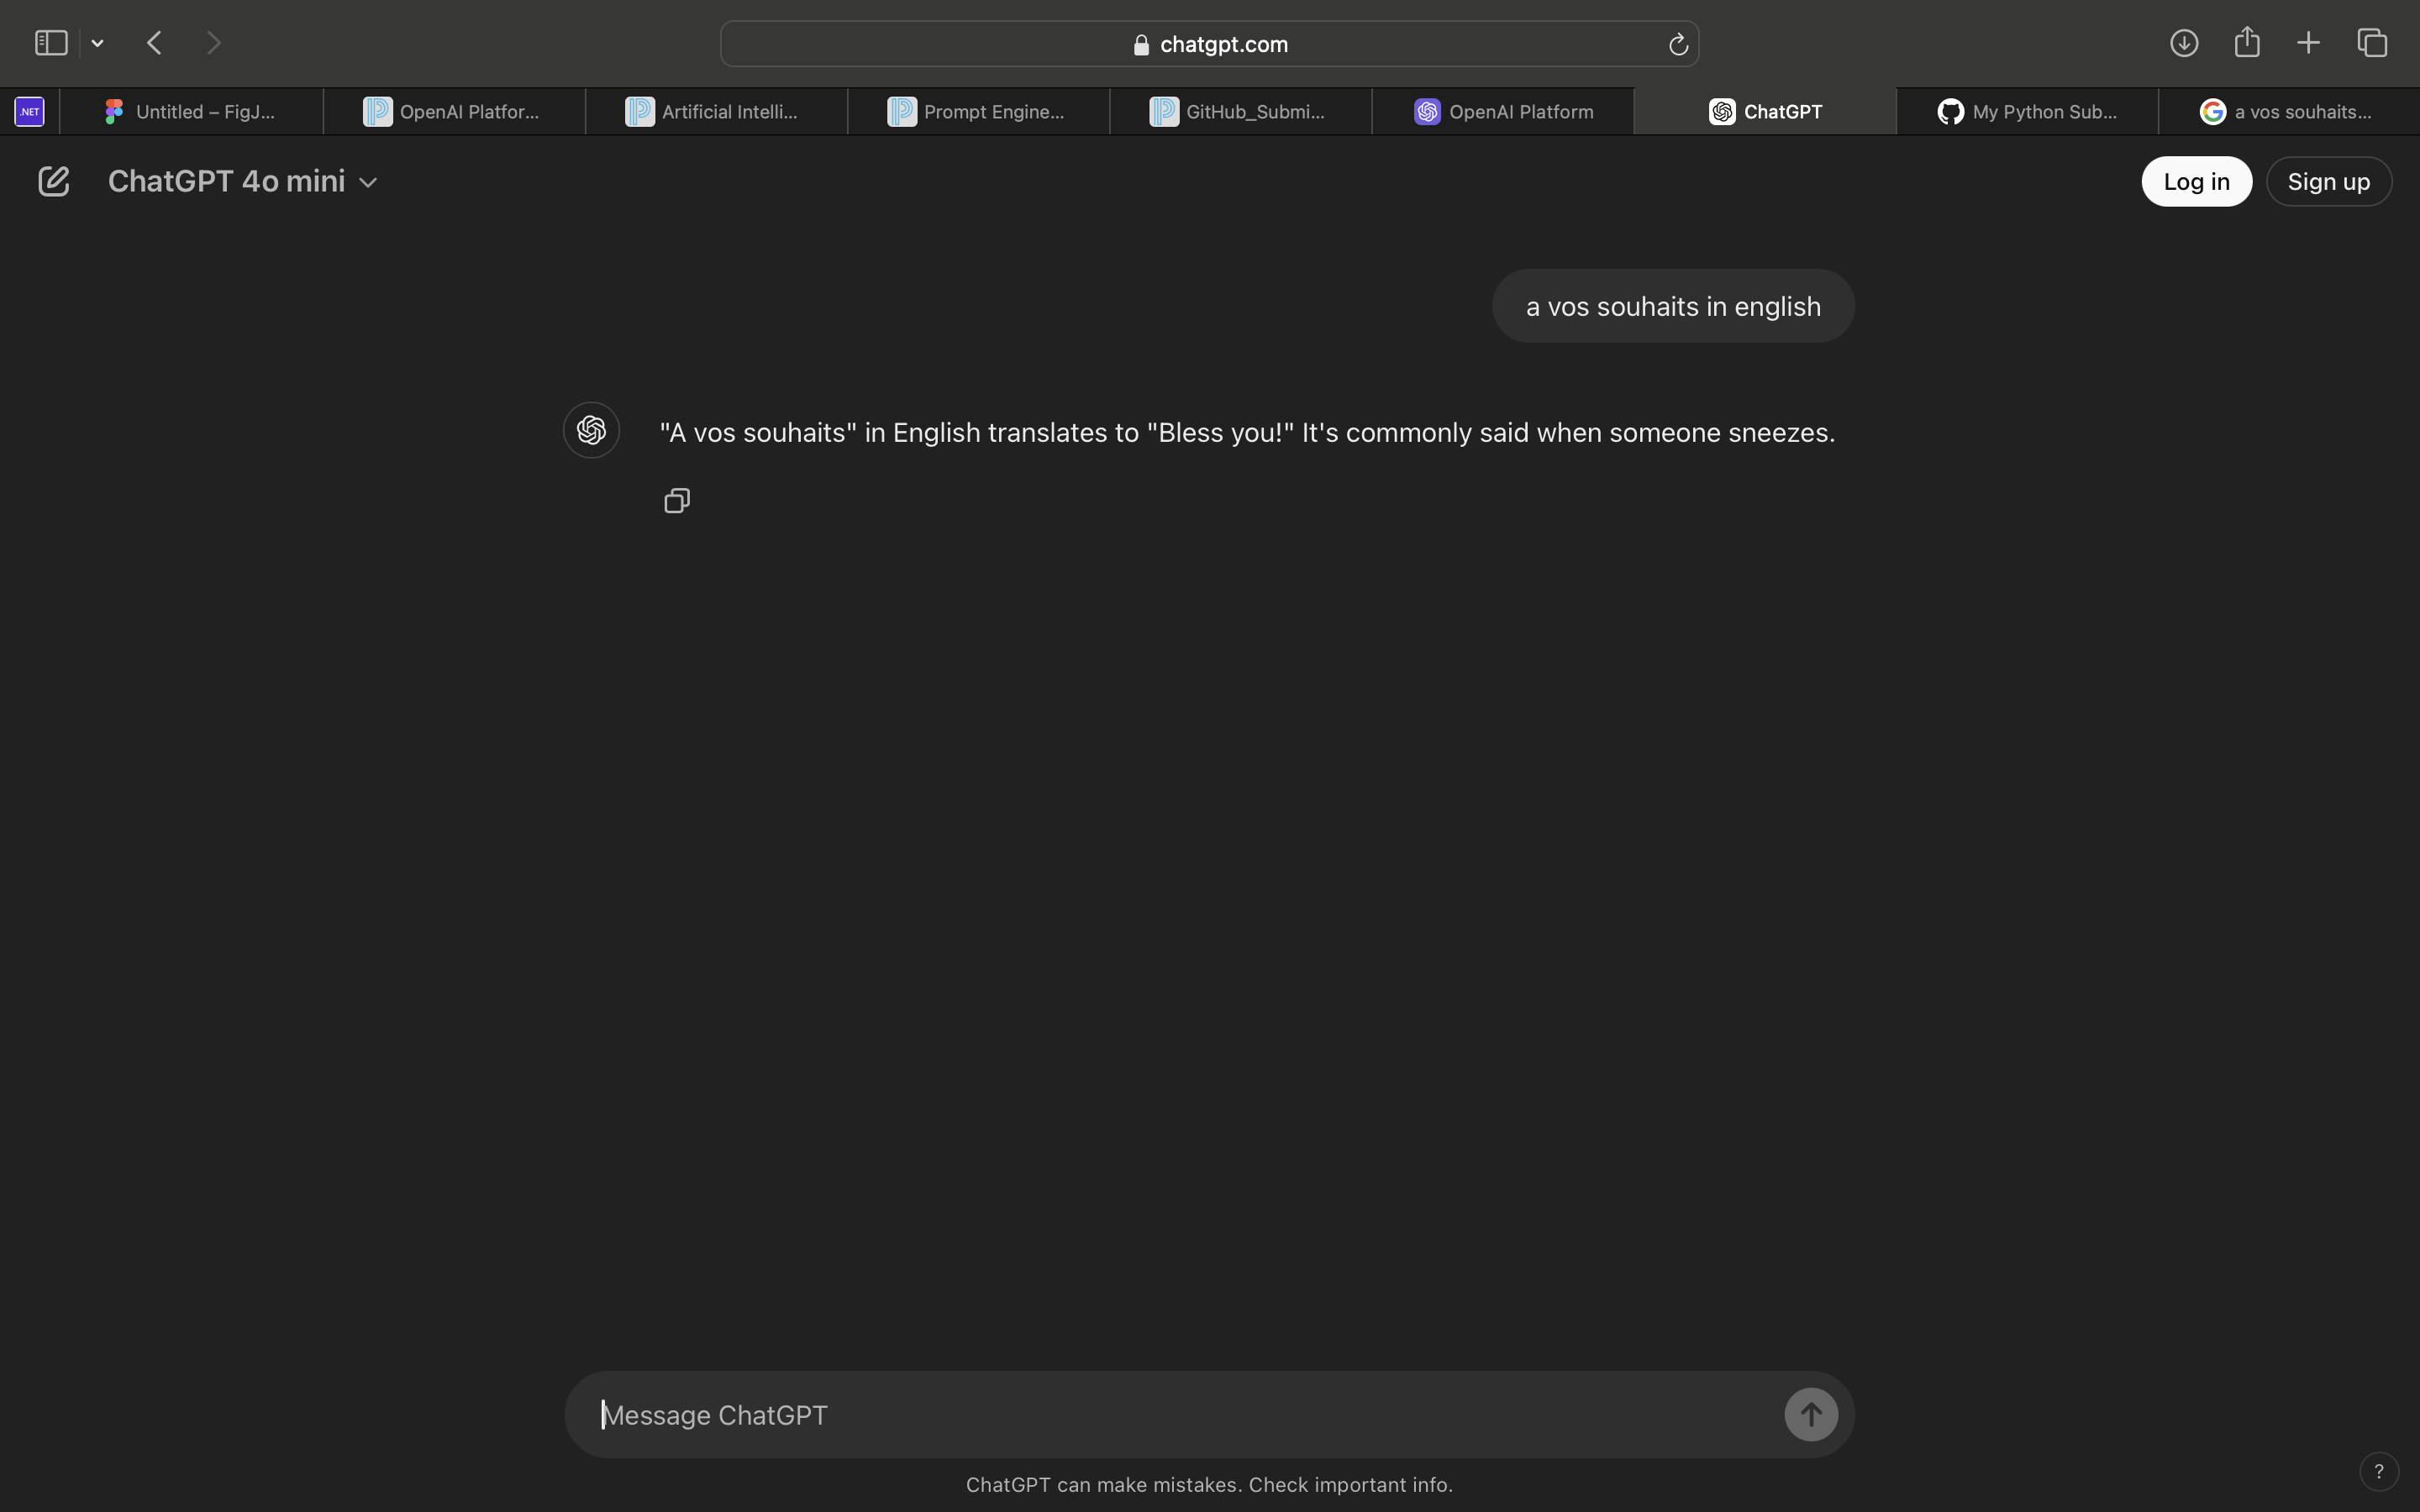 chatgpt.com
.NET
Untitled – FigJ...
OpenAI Platfor...
Artificial Intelli...
Prompt Engine...
GitHub_Submi...
OpenAI Platform
ChatGPT
My Python Sub...
a vos souhaits...
ChatGPT 4o mini
Log in
Sign up
a vos souhaits in english
"A vos souhaits" in English translates to "Bless you!" It's commonly said when someone sneezes.
Message ChatGPT
ChatGPT can make mistakes. Check important info.
?